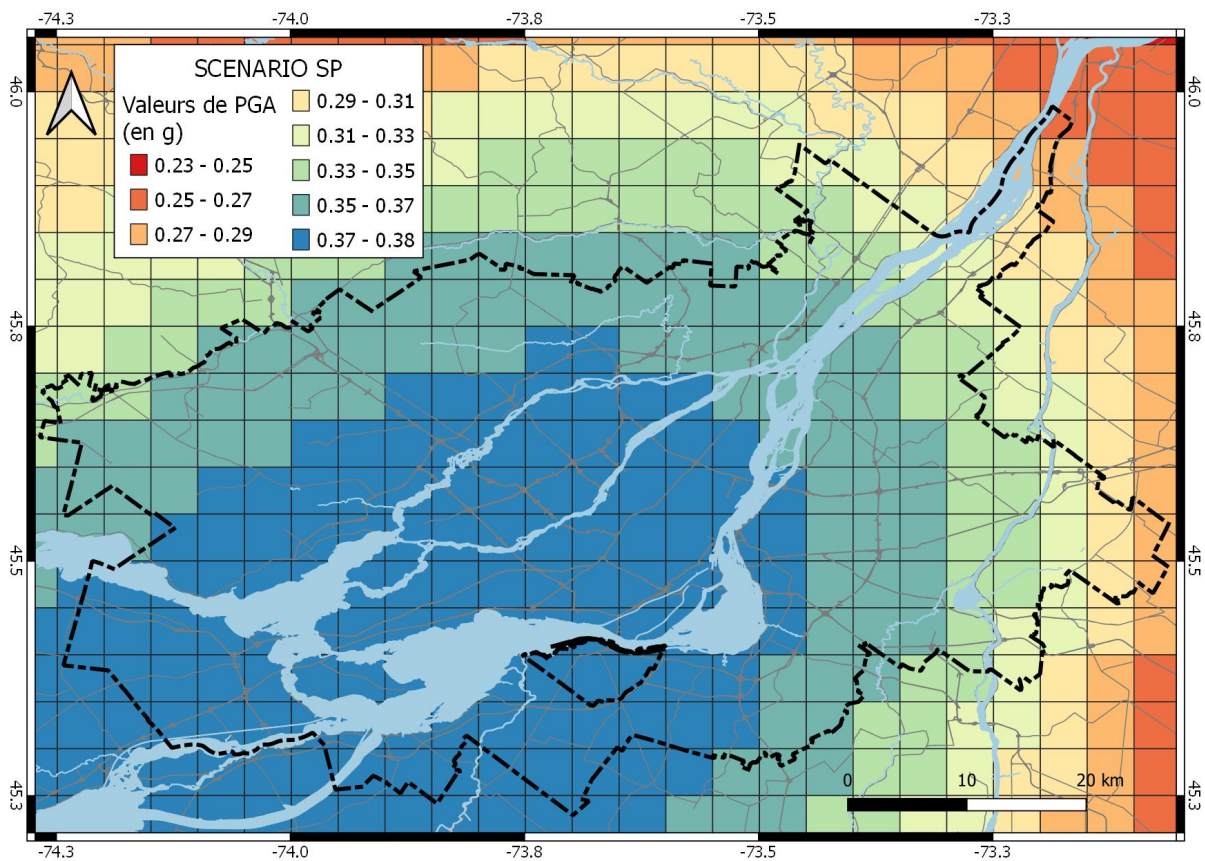 -74.3 -74.0 -73.8 -73.5 -73.3
SCENARIO SP
Valeurs de PGA
(en g)
0.23 - 0.25
0.25 - 0.27
0.27 - 0.29
0.29 - 0.31
0.31 - 0.33
0.33 - 0.35
0.35 - 0.37
0.37 - 0.38
46.0 46.0
45.8 45.8
45.5 45.5
45.3 45.3
0 10 20 km
-74.3 -74.0 -73.8 -73.5 -73.3